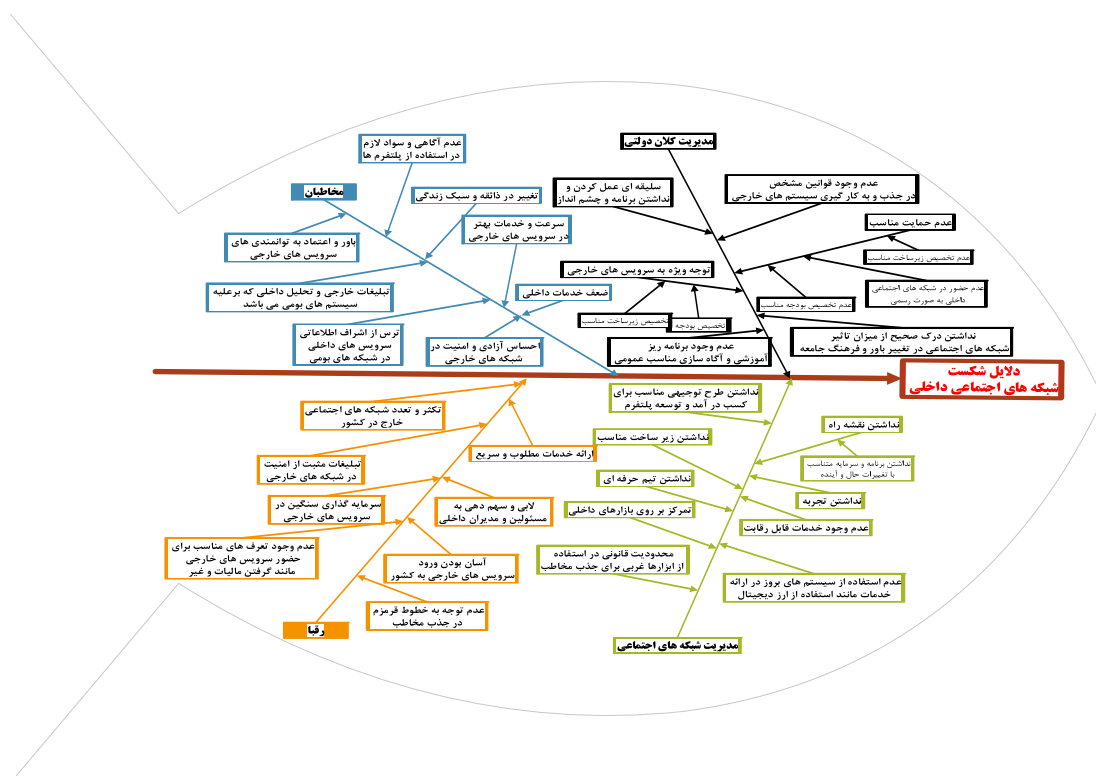 دلایل شکست
شبکه های اجتماعی داخلی
مدیریت کلان دولتی
عدم وجود قوانین مشخص
در جذب و به کار گیری سیستم های خارجی
سلیقه ای عمل کردن و
نداشتن برنامه و چشم انداز
عدم حمایت مناسب
عدم تخصیص زیرساخت مناسب
عدم حضور در شبکه های اجتماعی
داخلی به صورت رسمی
عدم تخصیص بودجه مناسب
توجه ویژه به سرویس های خارجی
تخصیص بودجه
تخصیص زیرساخت مناسب
نداشتن درک صحیح از میزان تاثیر
شبکه های اجتماعی در تغییر باور و فرهنگ جامعه
عدم وجود برنامه ریز
آموزشی و آگاه سازی مناسب عمومی
مخاطبان
عدم آگاهی و سواد لازم
در استفاده از پلتفرم ها
تغییر در ذائقه و سبک زندگی
سرعت و خدمات بهتر
در سرویس های خارجی
باور و اعتماد به توانمندی های
سرویس های خارجی
ضعف خدمات داخلی
تبلیغات خارجی و تحلیل داخلی که برعلیه
سیستم های بومی می باشد
احساس آزادی و امنیت در
شبکه های خارجی
ترس از اشراف اطلاعاتی
سرویس های داخلی
در شبکه های بومی
مدیریت شبکه های اجتماعی
نداشتن طرح توجیهی مناسب برای
کسب در آمد و توسعه پلتفرم
نداشتن نقشه راه
نداشتن برنامه و سرمایه متناسب
با تغییرات حال و آینده
نداشتن زیر ساخت مناسب
نداشتن تیم حرفه ای
نداشتن تجربه
تمرکز بر روی بازارهای داخلی
عدم وجود خدمات قابل رقابت
محدودیت قانونی در استفاده
از ابزارها غربی برای جذب مخاطب
عدم استفاده از سیستم های بروز در ارائه
خدمات مانند استفاده از ارز دیجیتال
رقبا
تکثر و تعدد شبکه های اجتماعی
خارج در کشور
ارائه خدمات مطلوب و سریع
تبلیغات مثبت از امنیت
در شبکه های خارجی
سرمایه گذاری سنگین در
سرویس های خارجی
لابی و سهم دهی به
مسئولین و مدیران داخلی
عدم وجود تعرف های مناسب برای
حضور سرویس های خارجی
مانند گرفتن مالیات و غیر
آسان بودن ورود
سرویس های خارجی به کشور
عدم توجه به خطوط قرمزم
در جذب مخاطب